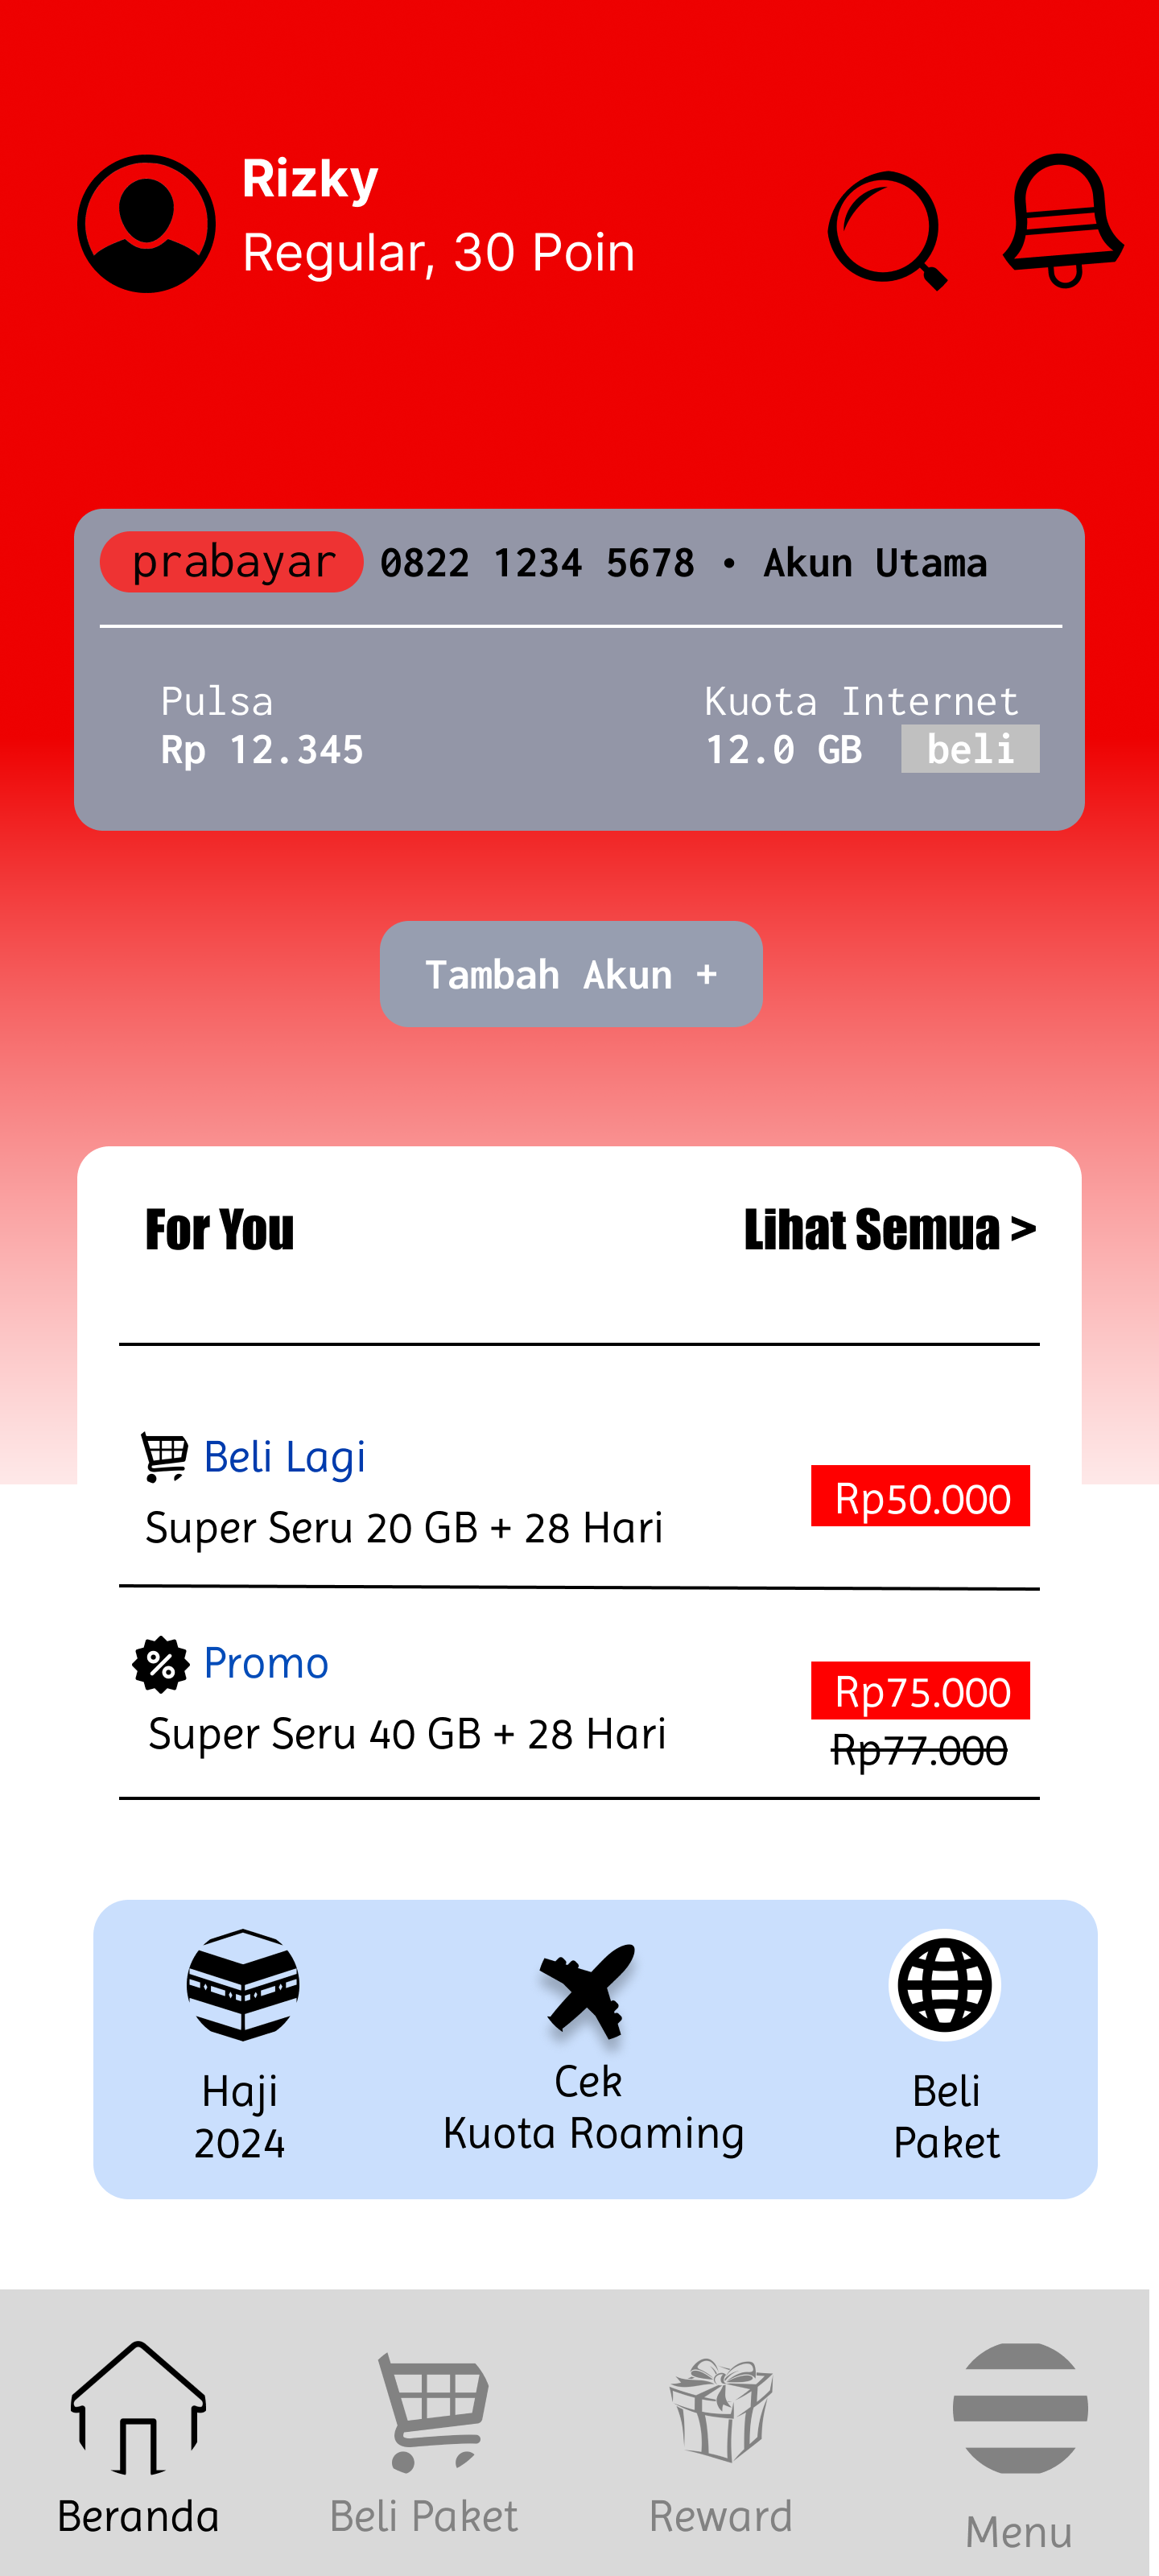 Rizky
Regular, 30 Poin
prabayar 0822 1234 5678 • Akun Utama
Pulsa Kuota Internet
Rp 12.345 12.0 GB beli
Tambah Akun +
For You Lihat Semua >
Beli Lagi
Rp50.000
Super Seru 20 GB + 28 Hari
Promo
Rp75.000
Super Seru 40 GB + 28 Hari
Rp77.000
Haji
2024
Cek
Kuota Roaming
Beli
Paket
Beranda Beli Paket Reward Menu